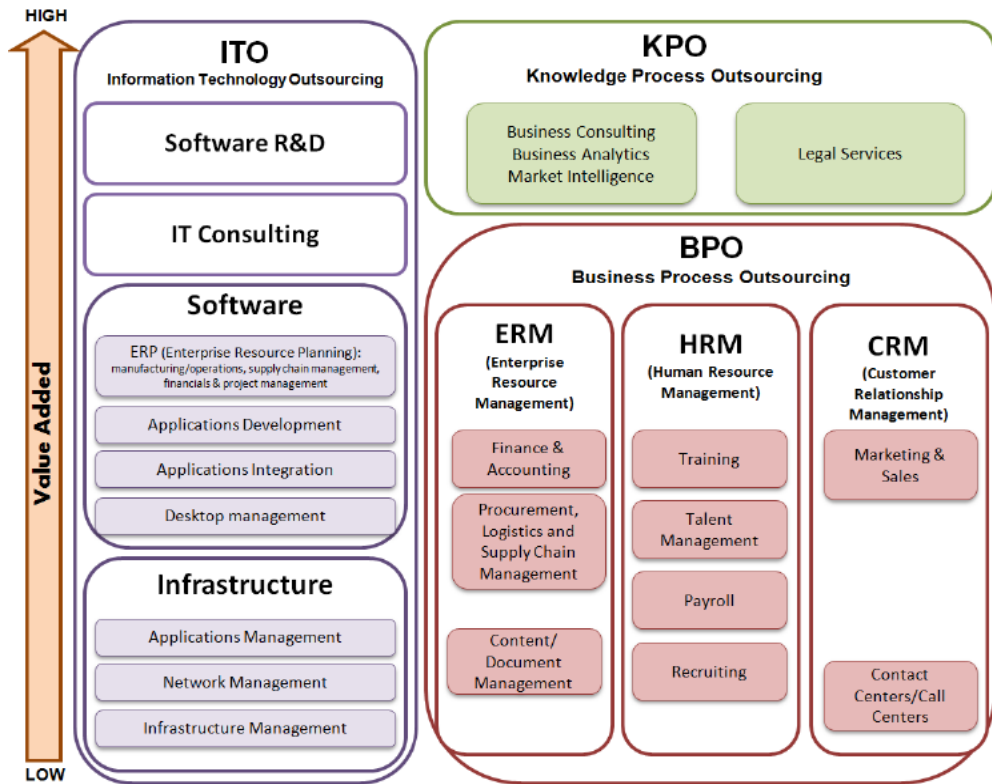 HIGH
Value Added
LOW
ITO
Information Technology Outsourcing
Software R&D
IT Consulting
Software
ERP (Enterprise Resource Planning):
manufacturing/operations, supply chain management,
financials & project management
Applications Development
Applications Integration
Desktop management
Infrastructure
Applications Management
Network Management
Infrastructure Management
KPO
Knowledge Process Outsourcing
Business Consulting
Business Analytics
Market Intelligence
Legal Services
BPO
Business Process Outsourcing
ERM
(Enterprise
Resource
Management)
Finance &
Accounting
Procurement,
Logistics and
Supply Chain
Management
Content/
Document
Management
HRM
(Human Resource
Management)
Training
Talent
Management
Payroll
Recruiting
CRM
(Customer
Relationship
Management)
Marketing &
Sales
Contact
Centers/Call
Centers